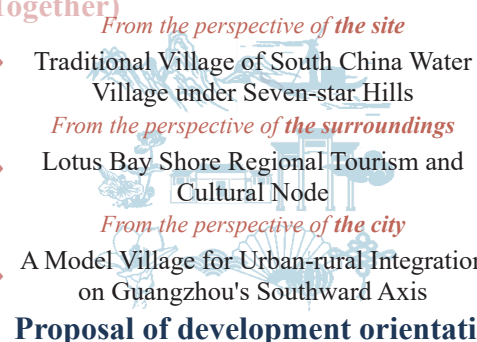 Together)
From the perspective of the site
Traditional Village of South China Water
Village under Seven-star Hills
From the perspective of the surroundings
Lotus Bay Shore Regional Tourism and
Cultural Node
From the perspective of the city
A Model Village for Urban-rural Integration
on Guangzhou's Southward Axis
Proposal of development orientati